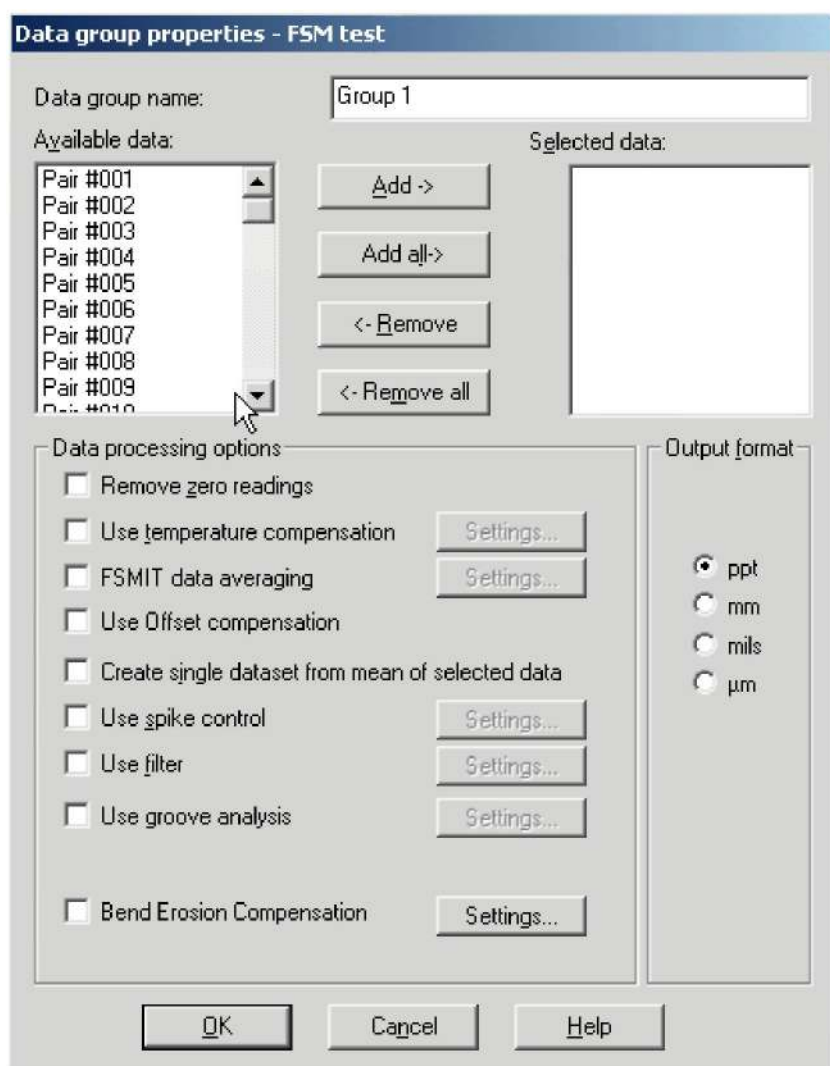 Data group properties - FSM test
Data group name:
Group 1
Available data:
Selected data:
Pair #001
Pair #002
Pair #003
Pair #004
Pair #005
Pair #006
Pair #007
Pair #008
Pair #009
Pair #010
Add ->
Add all->
<- Remove
<- Remove all
Data processing options
Remove zero readings
Use temperature compensation Settings...
FSMIT data averaging Settings...
Use Offset compensation
Create single dataset from mean of selected data
Use spike control Settings...
Use filter Settings...
Use groove analysis Settings...
Bend Erosion Compensation Settings...
Output format
ppt
mm
mils
µm
OK Cancel Help